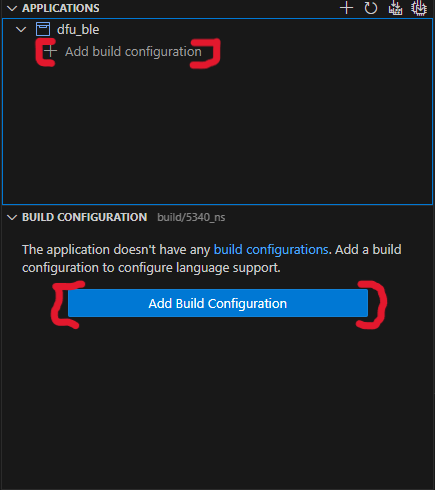 APPLICATIONS
dfu_ble
Add build configuration
BUILD CONFIGURATION build/5340_ns
The application doesn't have any build configurations. Add a build
configuration to configure language support.
Add Build Configuration